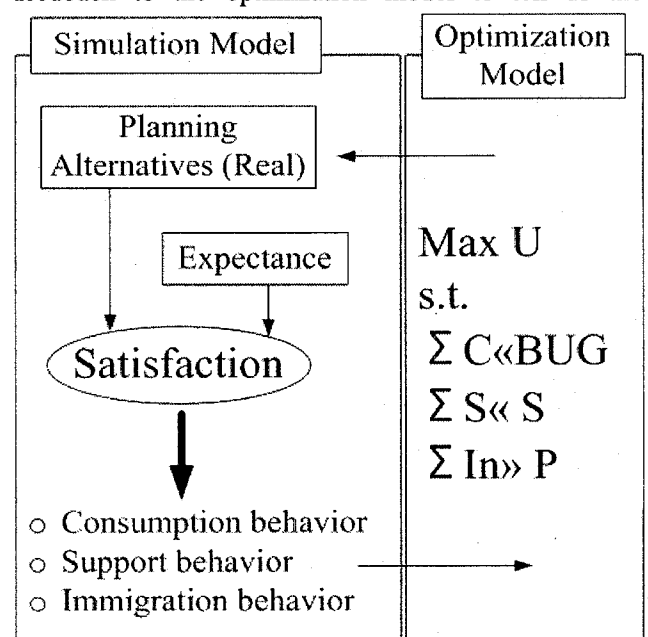 Simulation Model
Optimization
Model
Planning
Alternatives (Real)
Expectance
Satisfaction
Max U
s.t.
Σ C«BUG
Σ S« S
Σ In» P
○ Consumption behavior
○ Support behavior
○ Immigration behavior